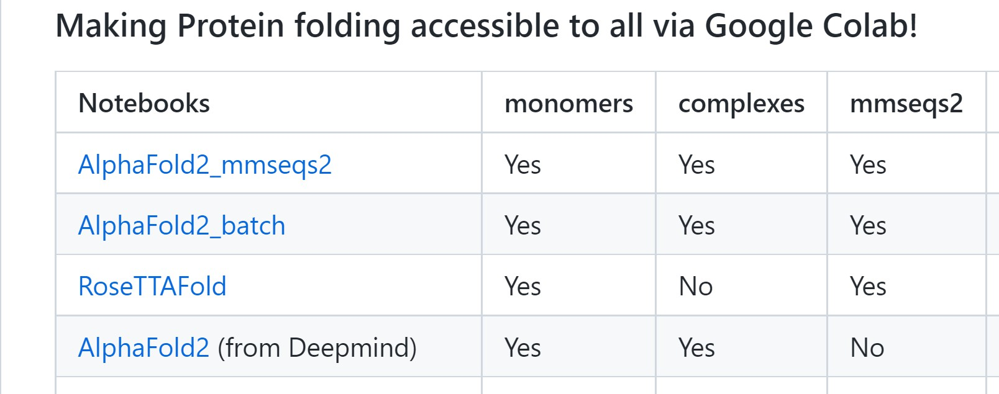 Making Protein folding accessible to all via Google Colab!
Notebooks monomers complexes mmseqs2
AlphaFold2_mmseqs2 Yes Yes Yes
AlphaFold2_batch Yes Yes Yes
RoseTTAFold Yes No Yes
AlphaFold2 (from Deepmind) Yes Yes No